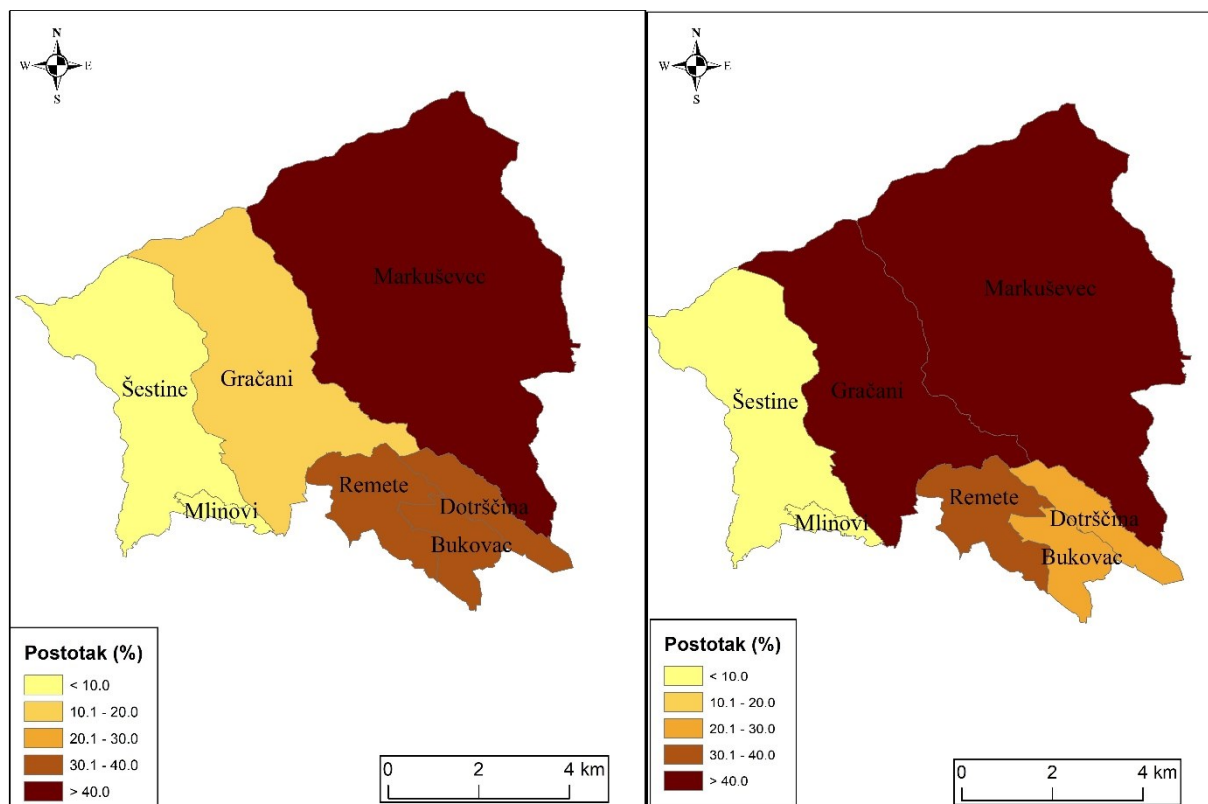 N
W E
S
Markuševec
Šestine
Gračani
Remete
Mlinovi
Dotrščina
Bukovac
Postotak (%)
< 10.0
10.1 - 20.0
20.1 - 30.0
30.1 - 40.0
> 40.0
0 2 4 km
N
W E
S
Markuševec
Gračani
Šestine
Remete
Mlinovi
Dotrščina
Bukovac
Postotak (%)
< 10.0
10.1 - 20.0
20.1 - 30.0
30.1 - 40.0
> 40.0
0 2 4 km